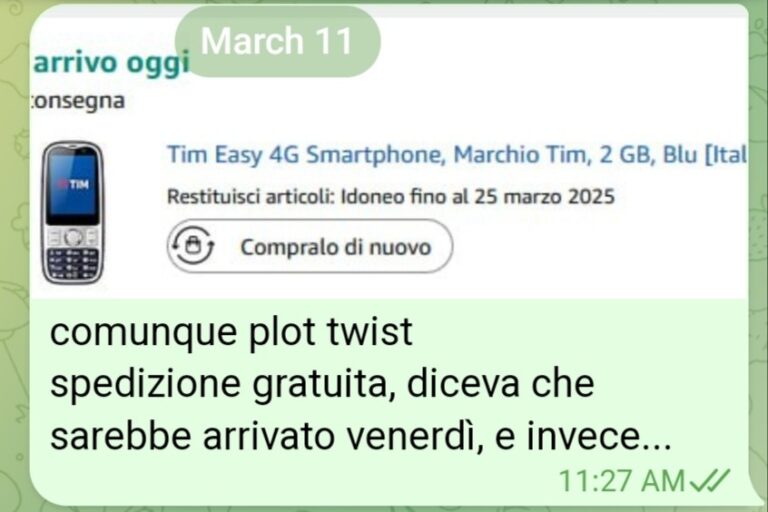 March 11
arrivo oggi
consegna
TIM
Tim Easy 4G Smartphone, Marchio Tim, 2 GB, Blu [Ital
Restituisci articoli: Idoneo fino al 25 marzo 2025
Compralo di nuovo
comunque plot twist
spedizione gratuita, diceva che
sarebbe arrivato venerdì, e invece...
11:27 AM